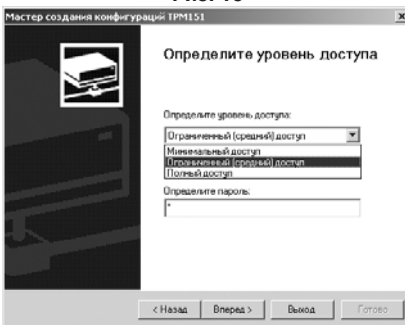 Мастер создания конфигураций ТРМ151
Определите уровень доступа
Определите уровень доступа:
Ограниченный (средний) доступ
Минимальный доступ
Ограниченный (средний) доступ
Полный доступ
Определите пароль:
*
< Назад
Вперед >
Выход
Готово